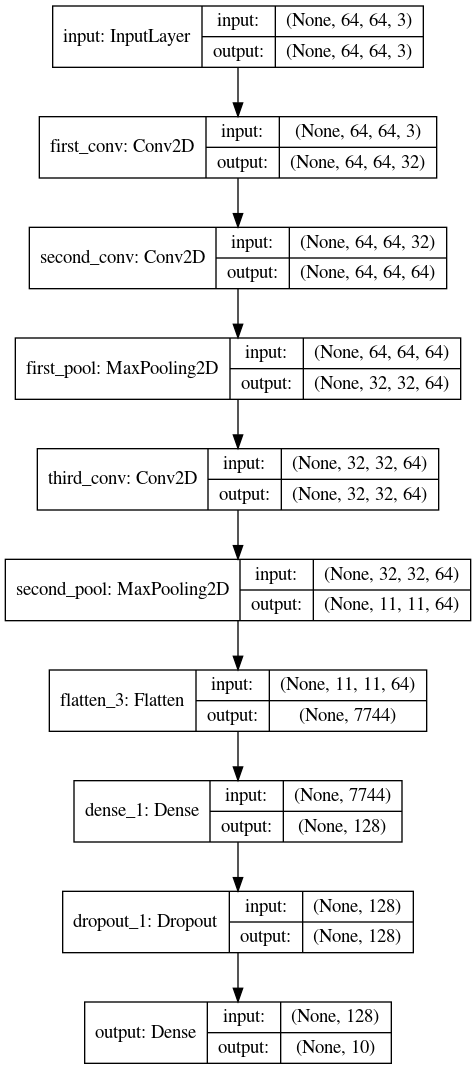 input: InputLayer
input: (None, 64, 64, 3)
output: (None, 64, 64, 3)
first_conv: Conv2D
input: (None, 64, 64, 3)
output: (None, 64, 64, 32)
second_conv: Conv2D
input: (None, 64, 64, 32)
output: (None, 64, 64, 64)
first_pool: MaxPooling2D
input: (None, 64, 64, 64)
output: (None, 32, 32, 64)
third_conv: Conv2D
input: (None, 32, 32, 64)
output: (None, 32, 32, 64)
second_pool: MaxPooling2D
input: (None, 32, 32, 64)
output: (None, 11, 11, 64)
flatten_3: Flatten
input: (None, 11, 11, 64)
output: (None, 7744)
dense_1: Dense
input: (None, 7744)
output: (None, 128)
dropout_1: Dropout
input: (None, 128)
output: (None, 128)
output: Dense
input: (None, 128)
output: (None, 10)